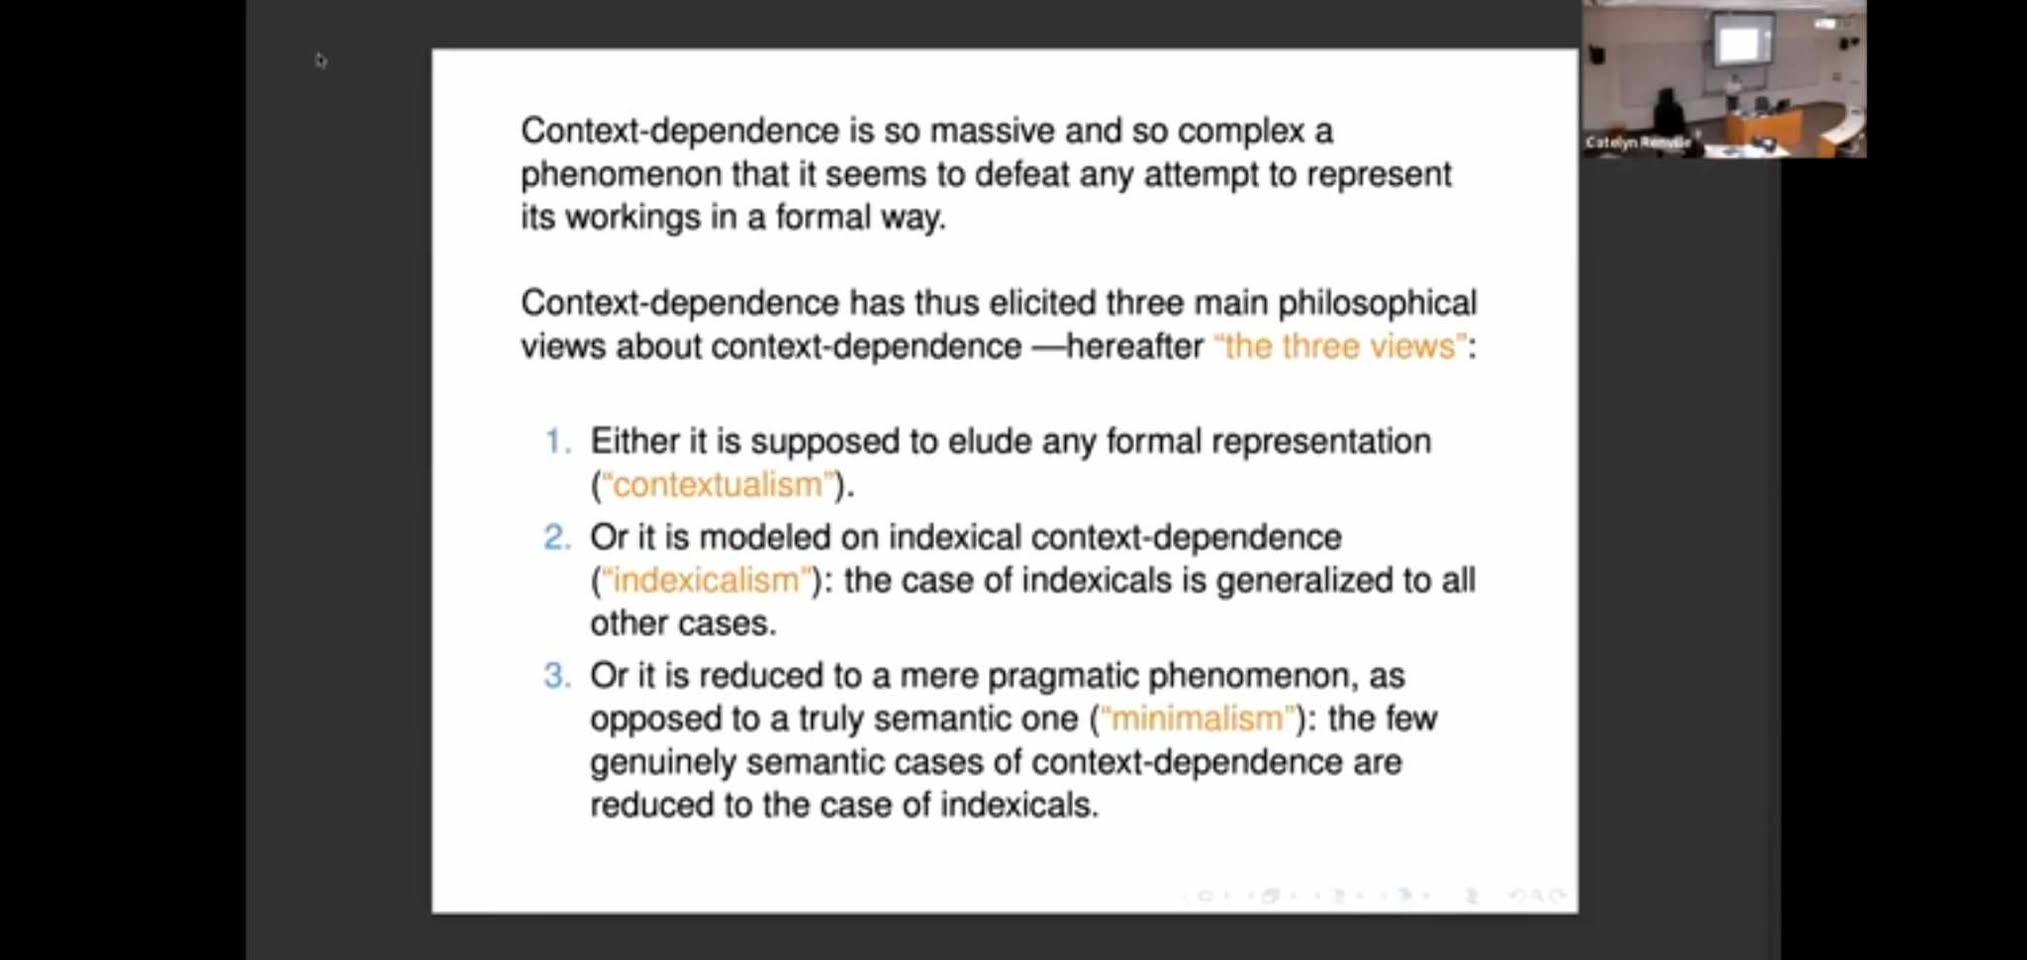 Context-dependence is so massive and so complex a
phenomenon that it seems to defeat any attempt to represent
its workings in a formal way.
Context-dependence has thus elicited three main philosophical
views about context-dependence —hereafter “the three views”:
1. Either it is supposed to elude any formal representation
(“contextualism”).
2. Or it is modeled on indexical context-dependence
(“indexicalism”): the case of indexicals is generalized to all
other cases.
3. Or it is reduced to a mere pragmatic phenomenon, as
opposed to a truly semantic one (“minimalism”): the few
genuinely semantic cases of context-dependence are
reduced to the case of indexicals.
Catelyn